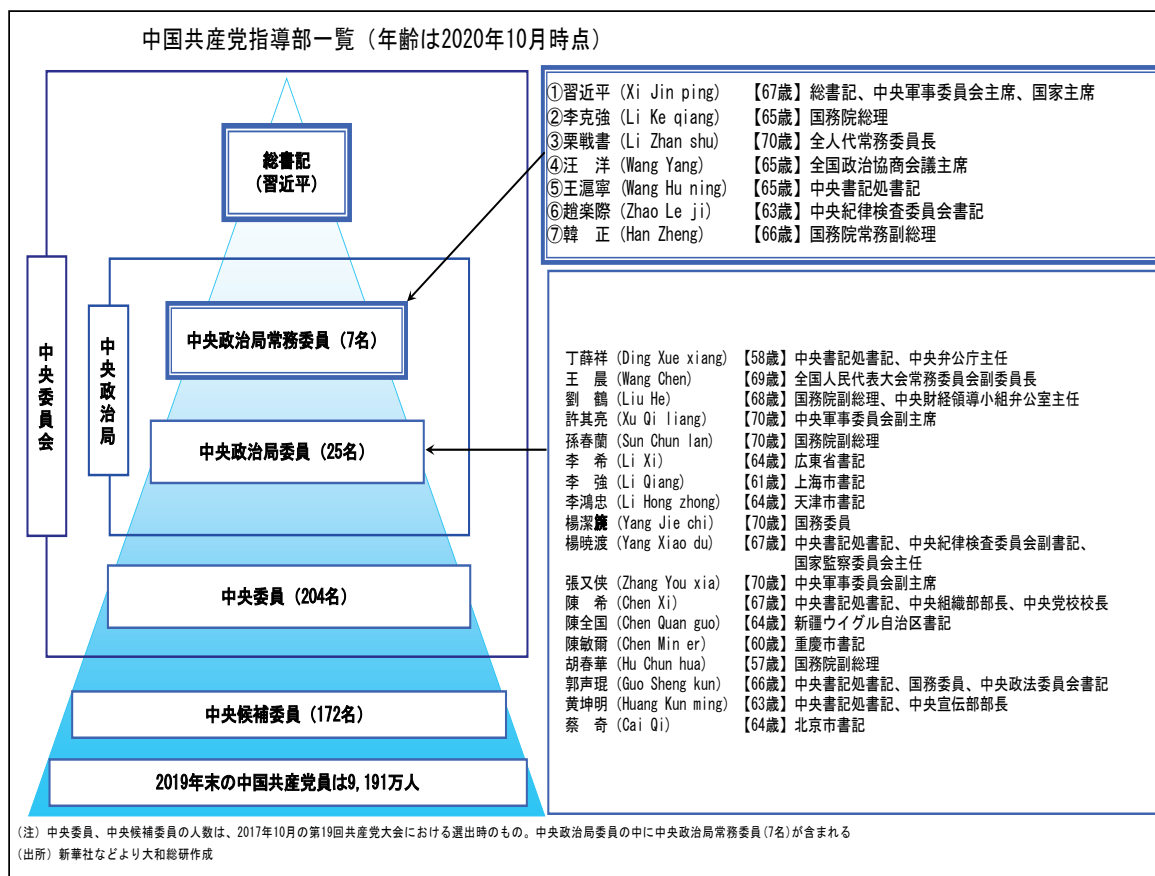 中国共産党指導部一覧（年齢は2020年10月時点）
総書記
（習近平）
中央政治局常務委員（7名）
中央政治局委員（25名）
中央委員（204名）
中央候補委員（172名）
2019年末の中国共産党員は9,191万人
中央委員会
中央政治局
①習近平（Xi Jin ping）【67歳】総書記、中央軍事委員会主席、国家主席
②李克強（Li Ke qiang）【65歳】国務院総理
③栗戦書（Li Zhan shu）【70歳】全人代常務委員長
④汪　洋（Wang Yang）【65歳】全国政治協商会議主席
⑤王滬寧（Wang Hu ning）【65歳】中央書記処書記
⑥趙楽際（Zhao Le ji）【63歳】中央紀律検査委員会書記
⑦韓　正（Han Zheng）【66歳】国務院常務副総理
丁薛祥（Ding Xue xiang）【58歳】中央書記処書記、中央弁公庁主任
王　晨（Wang Chen）【69歳】全国人民代表大会常務委員会副委員長
劉　鶴（Liu He）【68歳】国務院副総理、中央財経領導小組弁公室主任
許其亮（Xu Qi liang）【70歳】中央軍事委員会副主席
孫春蘭（Sun Chun lan）【70歳】国務院副総理
李　希（Li Xi）【64歳】広東省書記
李　強（Li Qiang）【61歳】上海市書記
李鴻忠（Li Hong zhong）【64歳】天津市書記
楊潔篪（Yang Jie chi）【70歳】国務委員
楊暁渡（Yang Xiao du）【67歳】中央書記処書記、中央紀律検査委員会副書記、
国家監察委員会主任
張又侠（Zhang You xia）【70歳】中央軍事委員会副主席
陳　希（Chen Xi）【67歳】中央書記処書記、中央組織部部長、中央党校校長
陳全国（Chen Quan guo）【64歳】新疆ウイグル自治区書記
陳敏爾（Chen Min er）【60歳】重慶市書記
胡春華（Hu Chun hua）【57歳】国務院副総理
郭声琨（Guo Sheng kun）【66歳】中央書記処書記、国務委員、中央政法委員会書記
黄坤明（Huang Kun ming）【63歳】中央書記処書記、中央宣伝部部長
蔡　奇（Cai Qi）【64歳】北京市書記
（注）中央委員、中央候補委員の人数は、2017年10月の第19回共産党大会における選出時のもの。中央政治局委員の中に中央政治局常務委員(7名)が含まれる
（出所）新華社などより大和総研作成